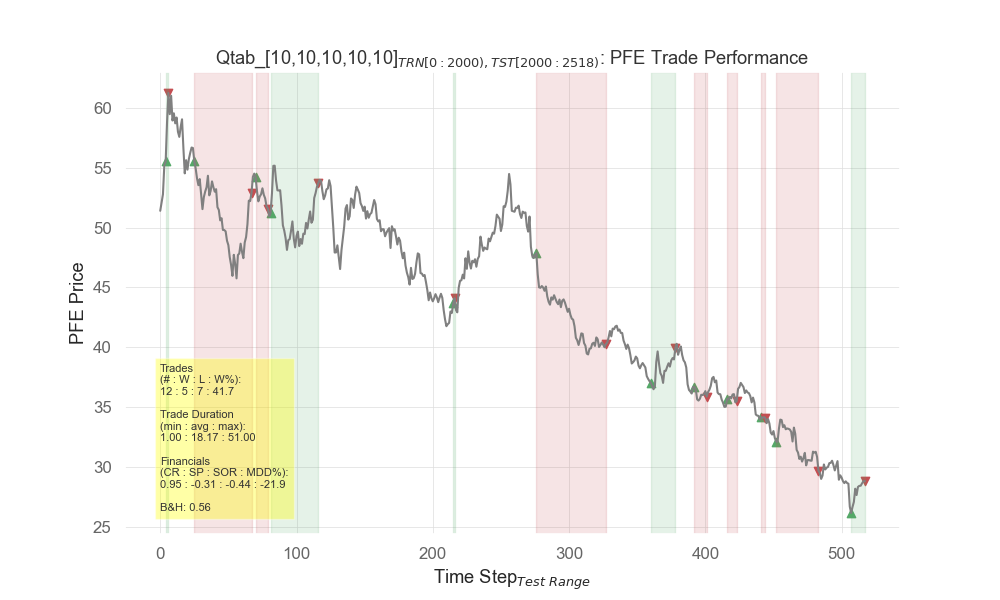 Qtab_[10,10,10,10,10]TRN[0 : 2000), TST[2000 : 2518): PFE Trade Performance
60
55
50
45
40
35
30
25
PFE Price
Trades
(# : W : L : W%):
12 : 5 : 7 : 41.7
Trade Duration
(min : avg : max):
1.00 : 18.17 : 51.00
Financials
(CR : SP : SOR : MDD%):
0.95 : -0.31 : -0.44 : -21.9
B&H: 0.56
0 100 200 300 400 500
Time StepTest Range